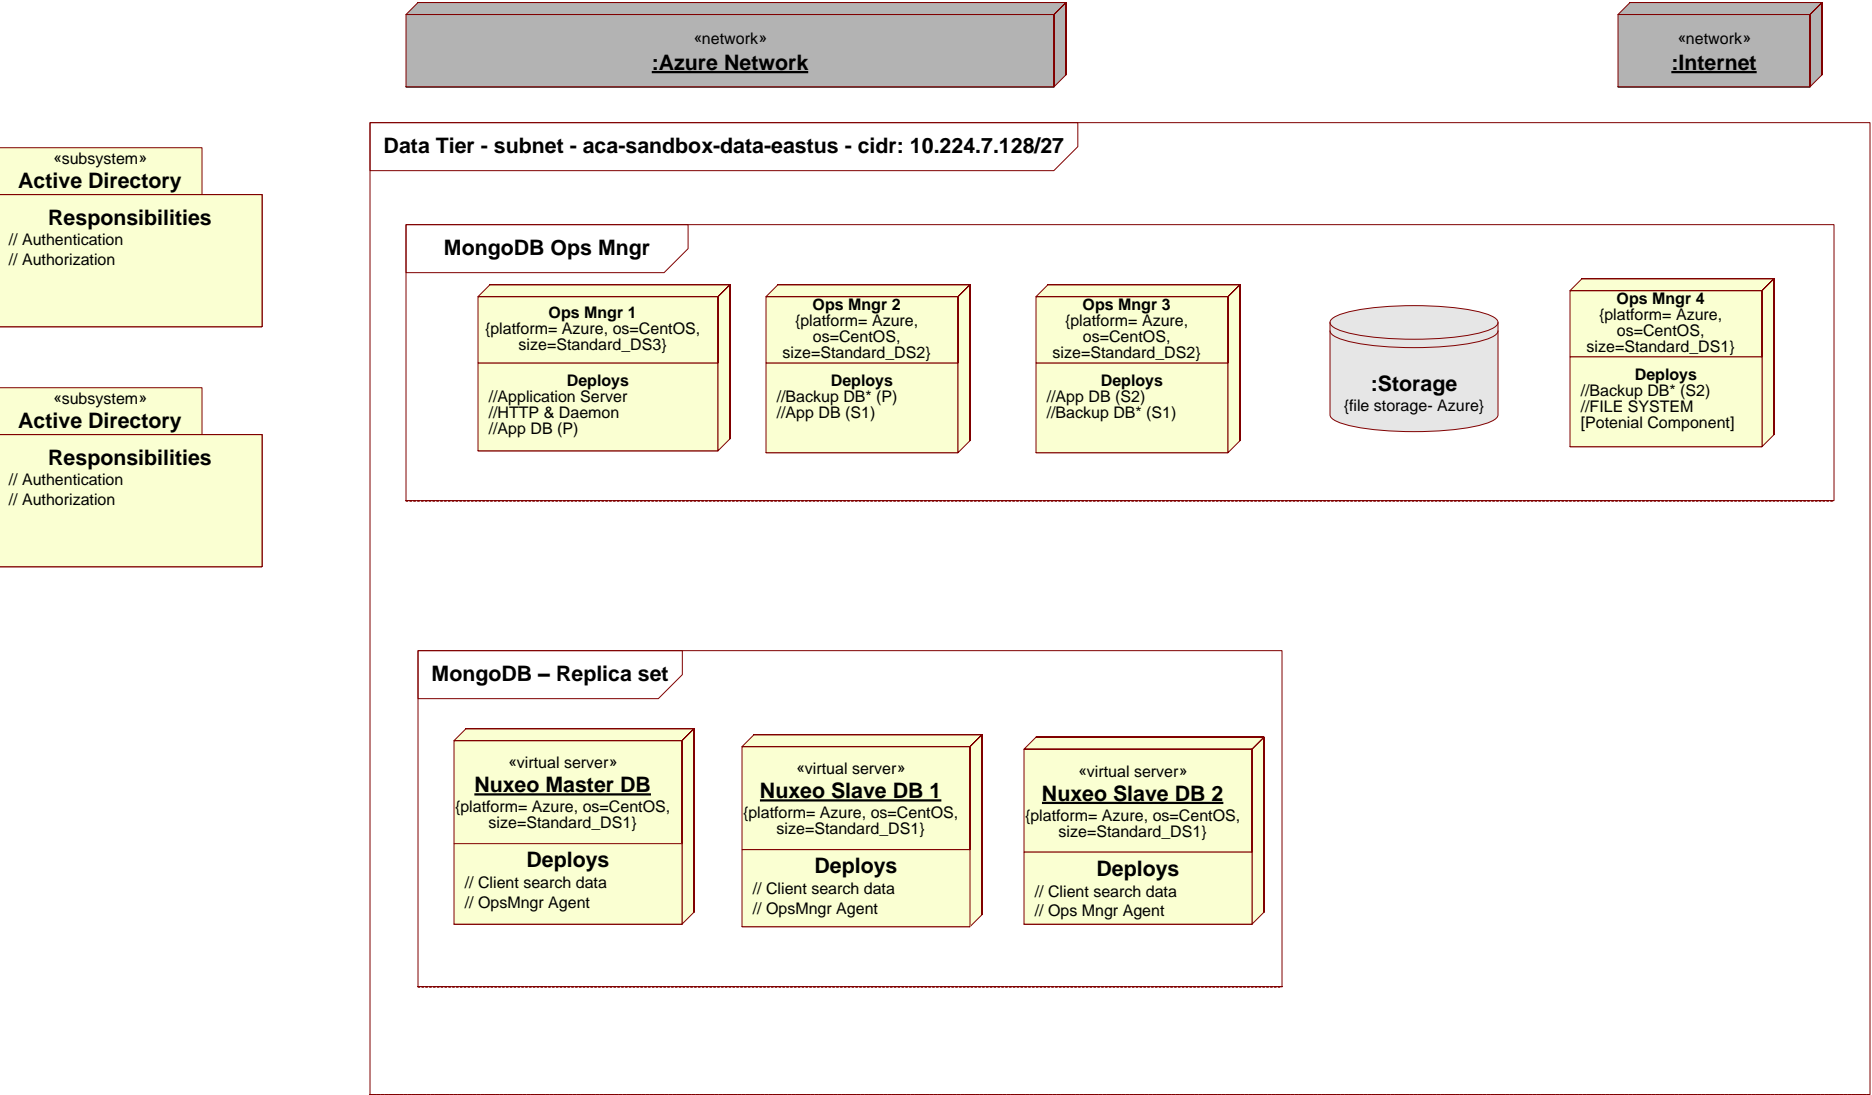 «network»
:Azure Network
«network»
:Internet
«subsystem»
Active Directory
Responsibilities
// Authentication
// Authorization
«subsystem»
Active Directory
Responsibilities
// Authentication
// Authorization
Data Tier - subnet - aca-sandbox-data-eastus - cidr: 10.224.7.128/27
MongoDB Ops Mngr
Ops Mngr 1
{platform= Azure, os=CentOS,
size=Standard_DS3}
Deploys
//Application Server
//HTTP & Daemon
//App DB (P)
Ops Mngr 2
{platform= Azure,
os=CentOS,
size=Standard_DS2}
Deploys
//Backup DB* (P)
//App DB (S1)
Ops Mngr 3
{platform= Azure,
os=CentOS,
size=Standard_DS2}
Deploys
//App DB (S2)
//Backup DB* (S1)
:Storage
{file storage- Azure}
Ops Mngr 4
{platform= Azure,
os=CentOS,
size=Standard_DS1}
Deploys
//Backup DB* (S2)
//FILE SYSTEM
[Potenial Component]
MongoDB – Replica set
«virtual server»
Nuxeo Master DB
{platform= Azure, os=CentOS,
size=Standard_DS1}
Deploys
// Client search data
// OpsMngr Agent
«virtual server»
Nuxeo Slave DB 1
{platform= Azure, os=CentOS,
size=Standard_DS1}
Deploys
// Client search data
// OpsMngr Agent
«virtual server»
Nuxeo Slave DB 2
{platform= Azure, os=CentOS,
size=Standard_DS1}
Deploys
// Client search data
// Ops Mngr Agent